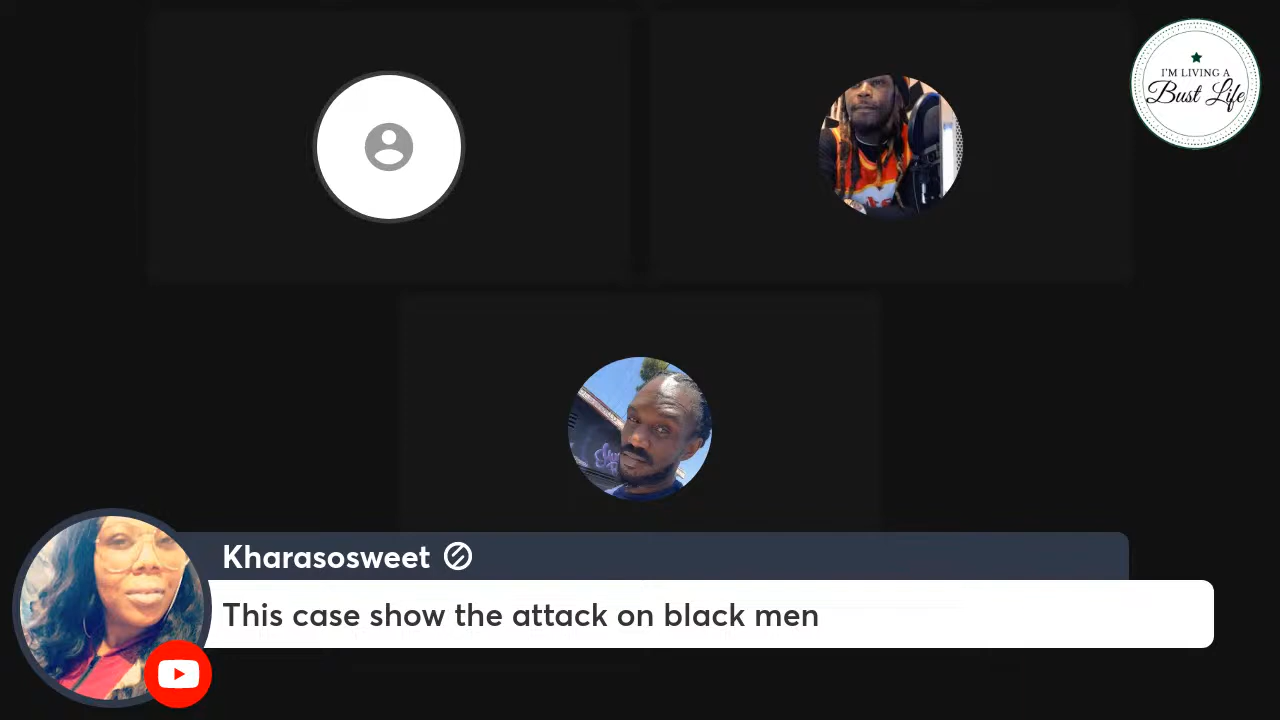 I'M LIVING A
Bust Life
Kharasosweet
This case show the attack on black men